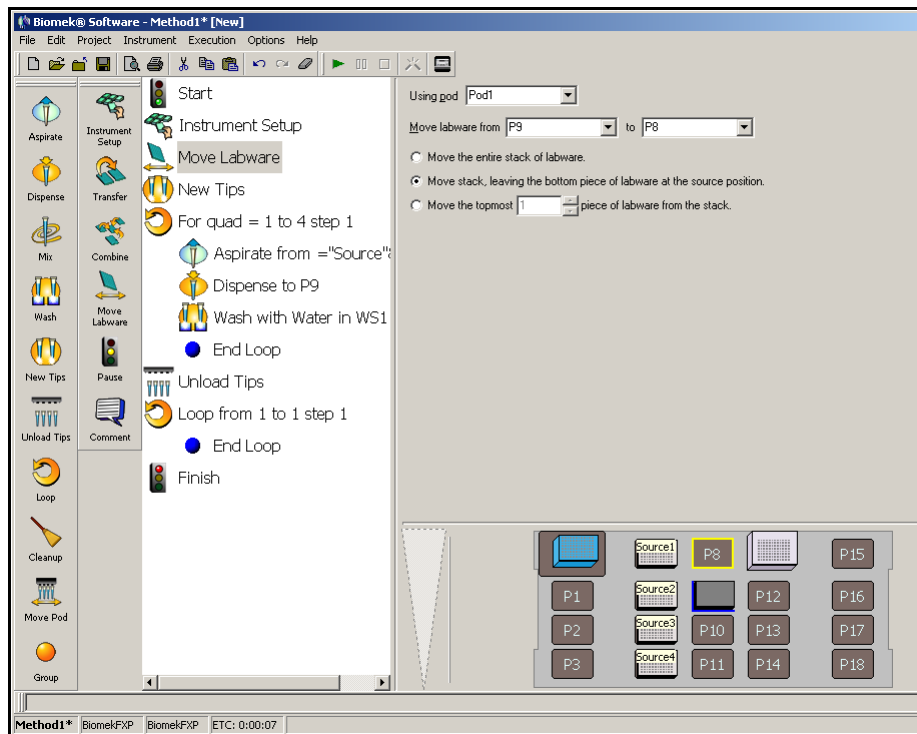 Biomek® Software - Method1* [New]
File Edit Project Instrument Execution Options Help
Aspirate
Dispense
Mix
Wash
New Tips
Unload Tips
Loop
Cleanup
Move Pod
Group
Instrument Setup
Transfer
Combine
Move Labware
Pause
Comment
Start
Instrument Setup
Move Labware
New Tips
For quad = 1 to 4 step 1
Aspirate from ="Source"&
Dispense to P9
Wash with Water in WS1
End Loop
Unload Tips
Loop from 1 to 1 step 1
End Loop
Finish
Using pod Pod1
Move labware from P9 to P8
Move the entire stack of labware.
Move stack, leaving the bottom piece of labware at the source position.
Move the topmost 1 piece of labware from the stack.
Source1 P8 P15
P1 Source2 P12 P16
P2 Source3 P10 P13 P17
P3 Source4 P11 P14 P18
Method1* BiomekFXP BiomekFXP ETC: 0:00:07